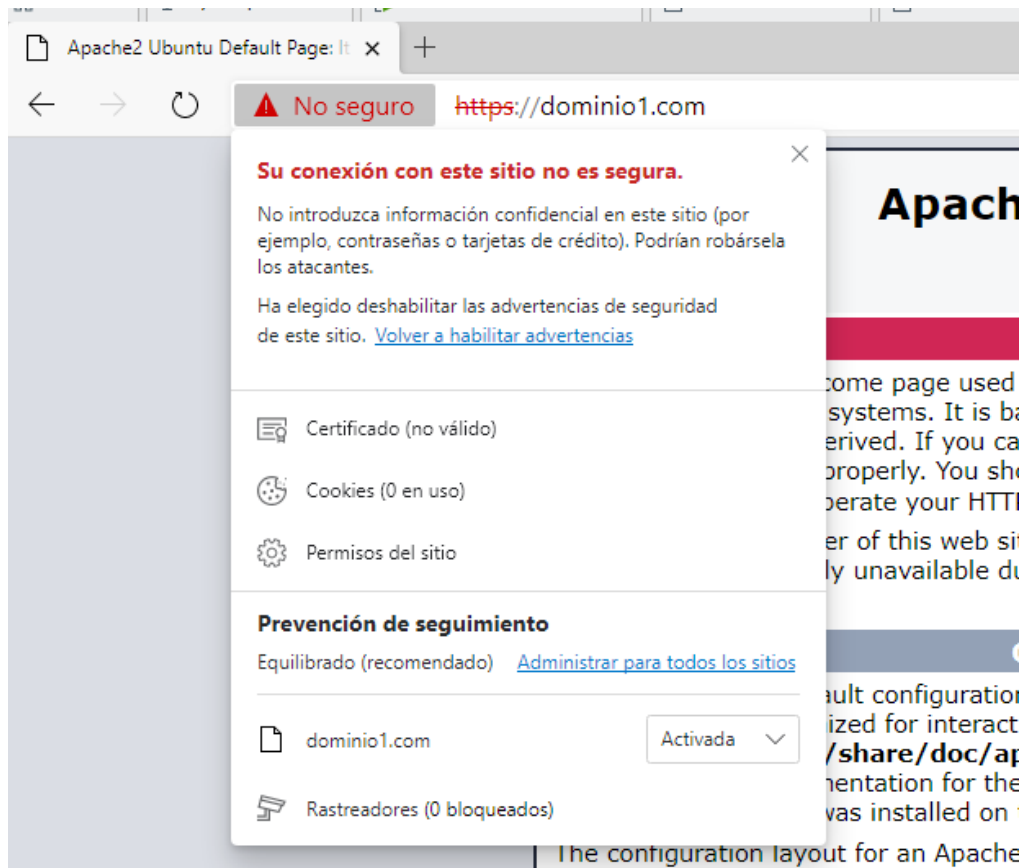 Apache2 Ubuntu Default Page: It
No seguro https://dominio1.com
Su conexión con este sitio no es segura.
No introduzca información confidencial en este sitio (por
ejemplo, contraseñas o tarjetas de crédito). Podrían robársela
los atacantes.
Ha elegido deshabilitar las advertencias de seguridad
de este sitio. Volver a habilitar advertencias
Certificado (no válido)
Cookies (0 en uso)
Permisos del sitio
Prevención de seguimiento
Equilibrado (recomendado) Administrar para todos los sitios
dominio1.com Activada
Rastreadores (0 bloqueados)
Apach
come page used
systems. It is ba
erived. If you ca
properly. You sho
perate your HTT
er of this web sit
ly unavailable du
ault configuration
ized for interact
/share/doc/ap
mentation for the
was installed on
The configuration layout for an Apache